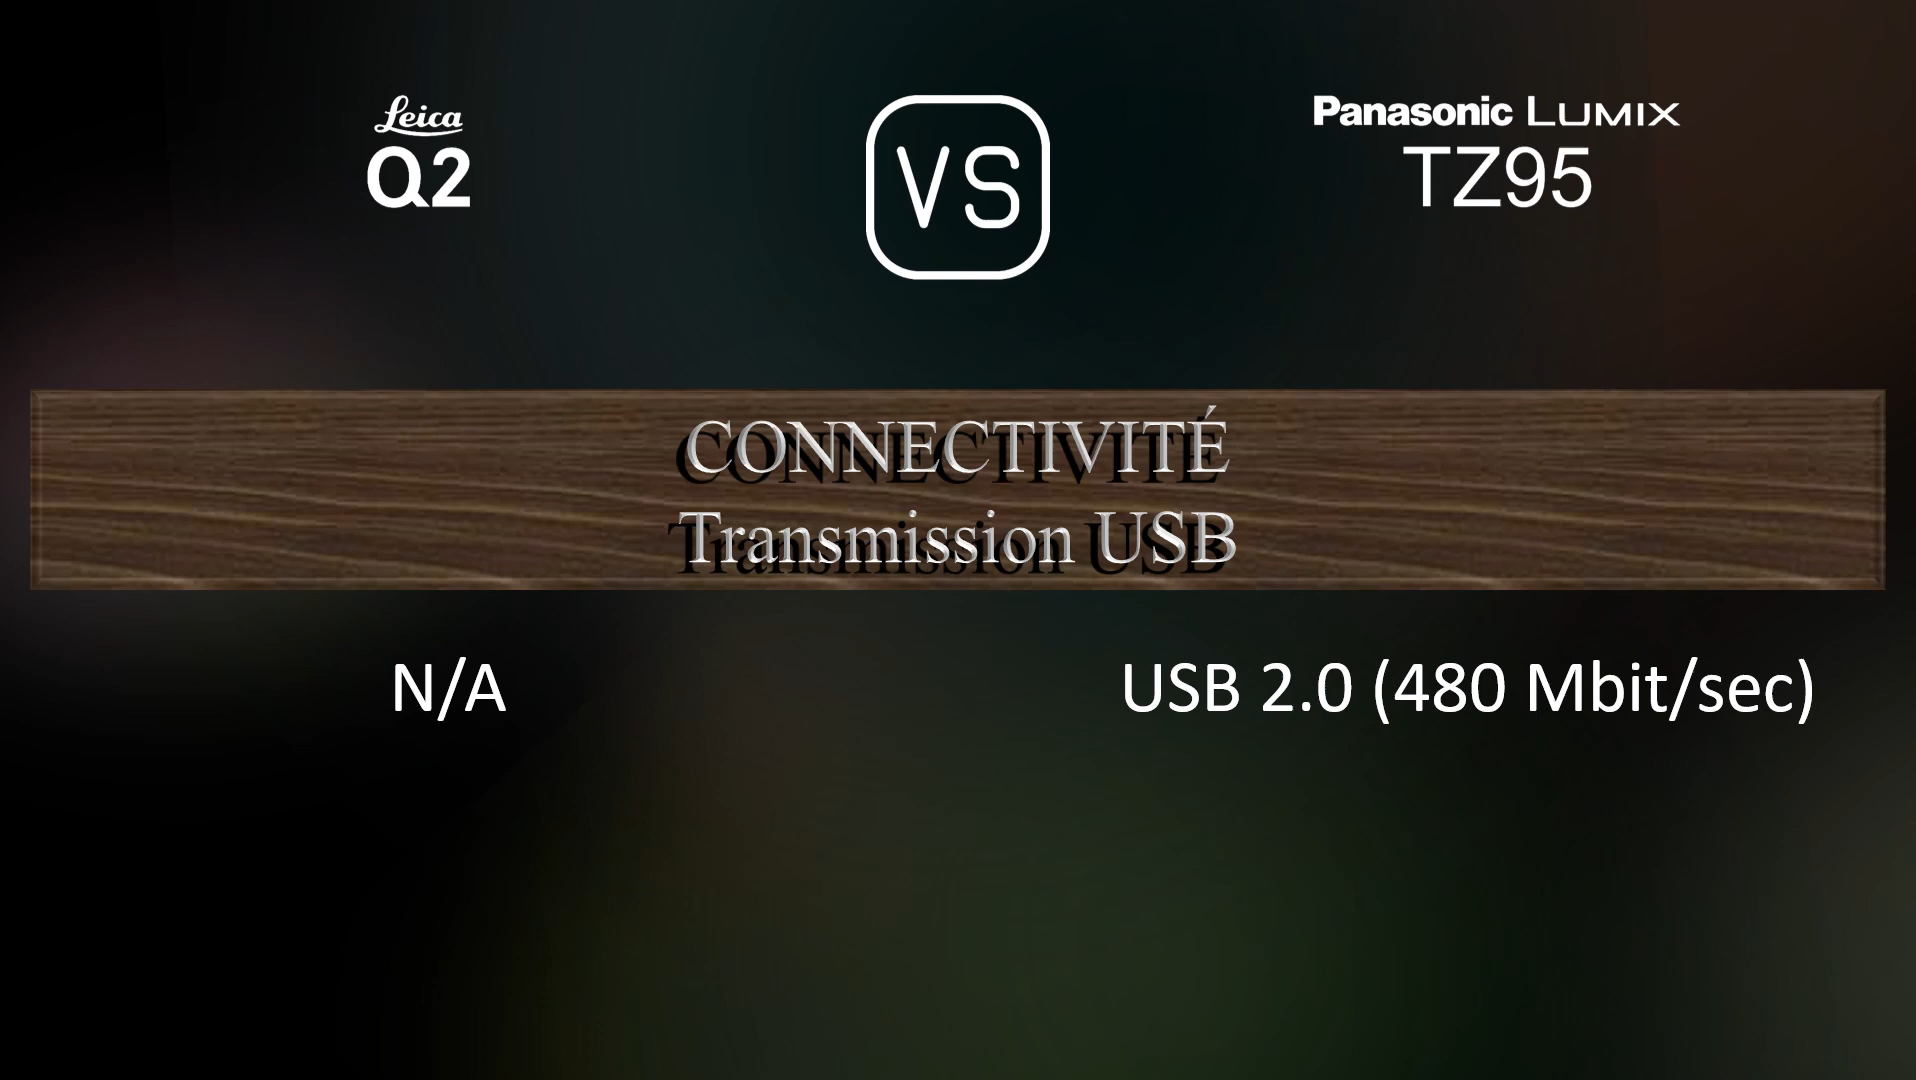 Leica
Q2
VS
Panasonic LUMIX
TZ95
CONNECTIVITÉ
Transmission USB
N/A
USB 2.0 (480 Mbit/sec)